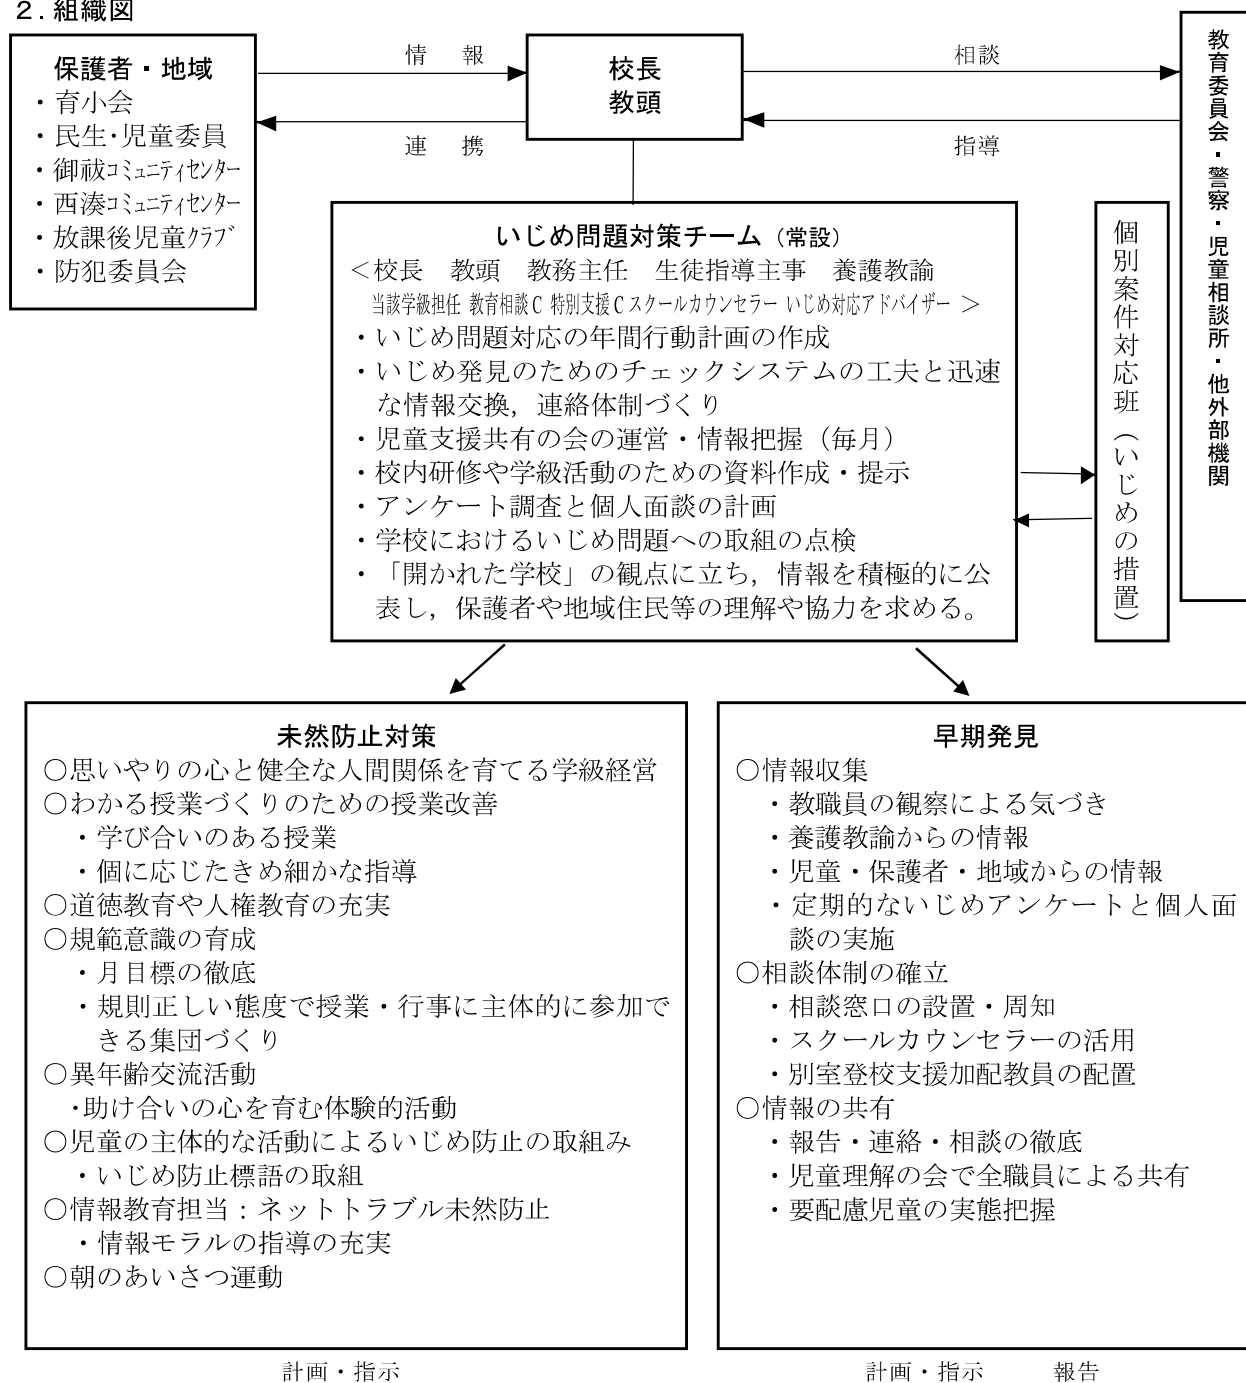 2．組織図
保護者・地域
・育小会
・民生・児童委員
・御祓コミュニティセンター
・西湊コミュニティセンター
・放課後児童クラブ
・防犯委員会
情　報
連　携
校長
教頭
相談
指導
教育委員会・警察・児童相談所・他外部機関
いじめ問題対策チーム（常設）
＜校長　教頭　教務主任　生徒指導主事　養護教諭
当該学級担任 教育相談C 特別支援C スクールカウンセラー いじめ対応アドバイザー ＞
・いじめ問題対応の年間行動計画の作成
・いじめ発見のためのチェックシステムの工夫と迅速
な情報交換，連絡体制づくり
・児童支援共有の会の運営・情報把握（毎月）
・校内研修や学級活動のための資料作成・提示
・アンケート調査と個人面談の計画
・学校におけるいじめ問題への取組の点検
・「開かれた学校」の観点に立ち，情報を積極的に公
表し，保護者や地域住民等の理解や協力を求める。
個別案件対応班（いじめの措置）
未然防止対策
○思いやりの心と健全な人間関係を育てる学級経営
○わかる授業づくりのための授業改善
・学び合いのある授業
・個に応じたきめ細かな指導
○道徳教育や人権教育の充実
○規範意識の育成
・月目標の徹底
・規則正しい態度で授業・行事に主体的に参加で
きる集団づくり
○異年齢交流活動
・助け合いの心を育む体験的活動
○児童の主体的な活動によるいじめ防止の取組み
・いじめ防止標語の取組
○情報教育担当：ネットトラブル未然防止
・情報モラルの指導の充実
○朝のあいさつ運動
早期発見
○情報収集
・教職員の観察による気づき
・養護教諭からの情報
・児童・保護者・地域からの情報
・定期的ないじめアンケートと個人面
談の実施
○相談体制の確立
・相談窓口の設置・周知
・スクールカウンセラーの活用
・別室登校支援加配教員の配置
○情報の共有
・報告・連絡・相談の徹底
・児童理解の会で全職員による共有
・要配慮児童の実態把握
計画・指示
計画・指示　　報告